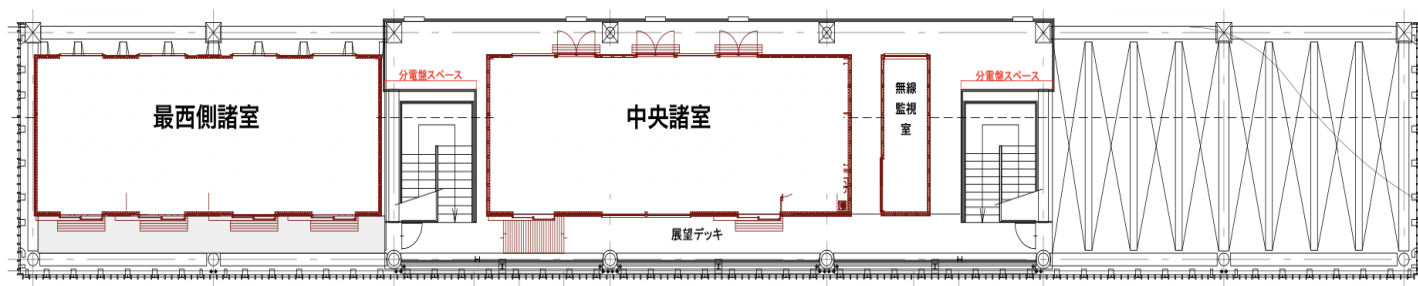 分電盤スペース
分電盤スペース
最西側諸室
中央諸室
無線
監視
室
展望デッキ
H
H